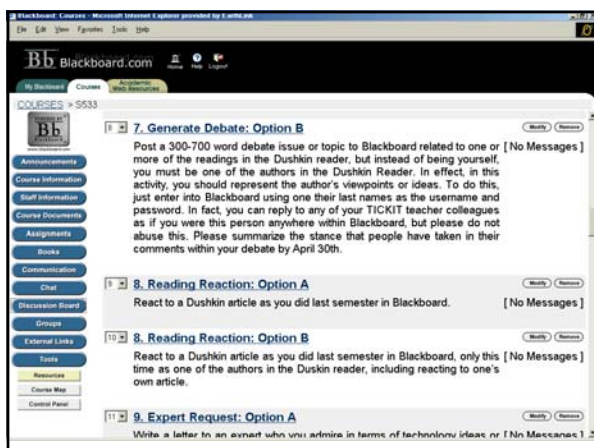 Blackboard: Courses - Microsoft Internet Explorer provided by EarthLink
File Edit View Favorites Tools Help
Bb Blackboard.com
Home Help Logout
My Blackboard Courses Academic
Web Resources
COURSES > S533
Bb
Announcements
Course Information
Staff Information
Course Documents
Assignments
Books
Communication
Chat
Discussion Board
Groups
External Links
Tools
Resources
Course Map
Control Panel
8 7. Generate Debate: Option B Modify Remove
Post a 300-700 word debate issue or topic to Blackboard related to one or [ No Messages ]
more of the readings in the Dushkin reader, but instead of being yourself,
you must be one of the authors in the Dushkin Reader. In effect, in this
activity, you should represent the author's viewpoints or ideas. To do this,
just enter into Blackboard using one their last names as the username and
password. In fact, you can reply to any of your TICKIT teacher colleagues
as if you were this person anywhere within Blackboard, but please do not
abuse this. Please summarize the stance that people have taken in their
comments within your debate by April 30th.
9 8. Reading Reaction: Option A Modify Remove
React to a Dushkin article as you did last semester in Blackboard. [ No Messages ]
10 8. Reading Reaction: Option B Modify Remove
React to a Dushkin article as you did last semester in Blackboard, only this [ No Messages ]
time as one of the authors in the Duskin reader, including reacting to one's
own article.
11 9. Expert Request: Option A Modify Remove
Write a letter to an expert who you admire in terms of technology ideas or [ No Messages ]